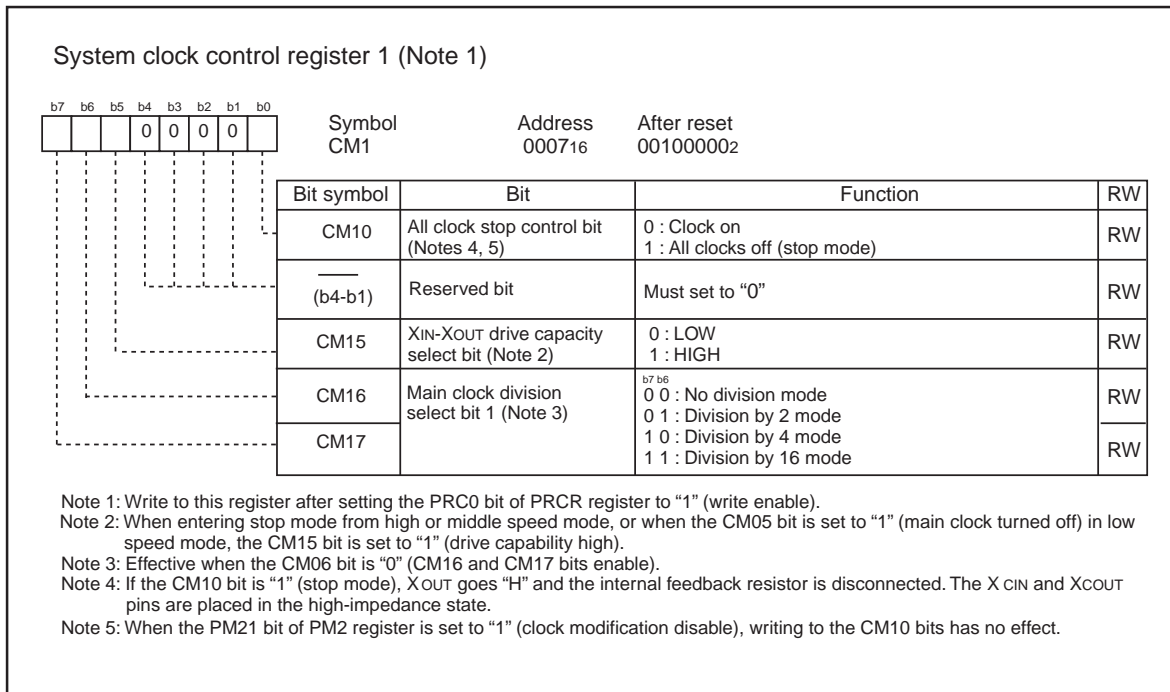 System clock control register 1 (Note 1)
b7 b6 b5 b4 b3 b2 b1 b0
0 0 0 0
Symbol Address After reset
CM1 000716 001000002
Bit symbol Bit Function RW
CM10 All clock stop control bit 0 : Clock on RW
(Notes 4, 5) 1 : All clocks off (stop mode)
(b4-b1) Reserved bit Must set to “0” RW
CM15 XIN-XOUT drive capacity 0 : LOW RW
select bit (Note 2) 1 : HIGH
b7 b6
CM16 Main clock division 0 0 : No division mode RW
select bit 1 (Note 3) 0 1 : Division by 2 mode
CM17 1 0 : Division by 4 mode RW
1 1 : Division by 16 mode
Note 1: Write to this register after setting the PRC0 bit of PRCR register to “1” (write enable).
Note 2: When entering stop mode from high or middle speed mode, or when the CM05 bit is set to “1” (main clock turned off) in low
speed mode, the CM15 bit is set to “1” (drive capability high).
Note 3: Effective when the CM06 bit is “0” (CM16 and CM17 bits enable).
Note 4: If the CM10 bit is “1” (stop mode), XOUT goes “H” and the internal feedback resistor is disconnected. The X CIN and XCOUT
pins are placed in the high-impedance state.
Note 5: When the PM21 bit of PM2 register is set to “1” (clock modification disable), writing to the CM10 bits has no effect.